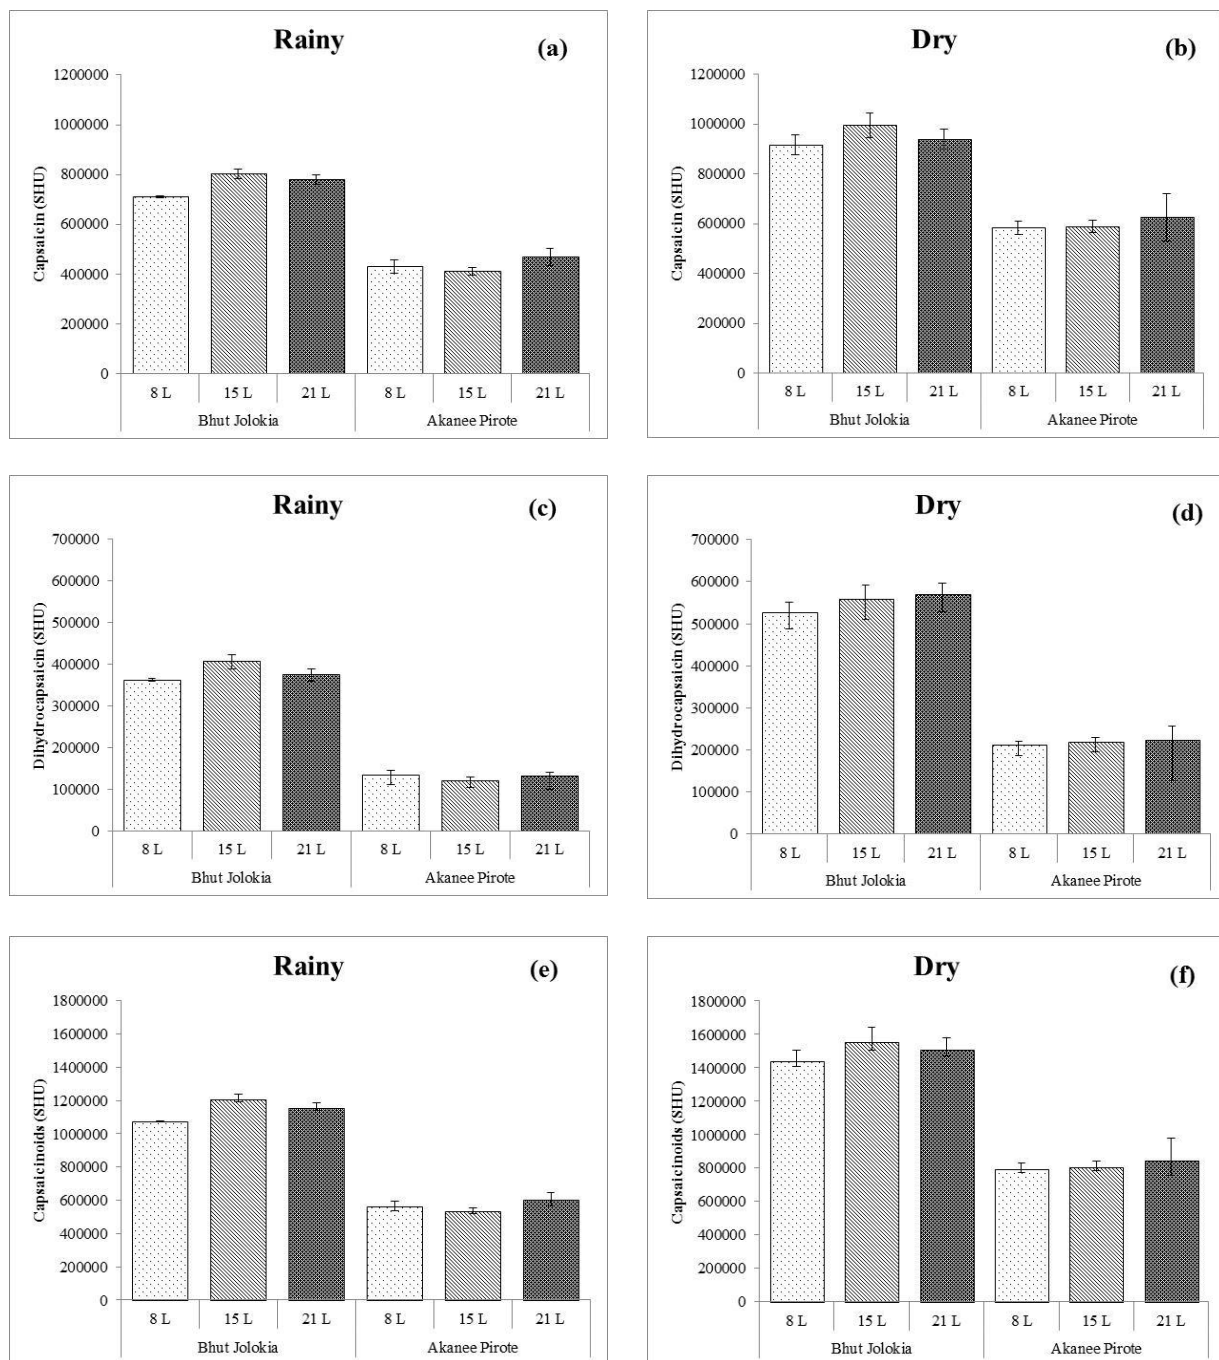 Rainy (a)
Capsaicin (SHU)
1200000
1000000
800000
600000
400000
200000
0
8 L 15 L 21 L 8 L 15 L 21 L
Bhut Jolokia Akanee Pirote
Dry (b)
Capsaicin (SHU)
1200000
1000000
800000
600000
400000
200000
0
8 L 15 L 21 L 8 L 15 L 21 L
Bhut Jolokia Akanee Pirote
Rainy (c)
Dihydrocapsaicin (SHU)
700000
600000
500000
400000
300000
200000
100000
0
8 L 15 L 21 L 8 L 15 L 21 L
Bhut Jolokia Akanee Pirote
Dry (d)
Dihydrocapsaicin (SHU)
700000
600000
500000
400000
300000
200000
100000
0
8 L 15 L 21 L 8 L 15 L 21 L
Bhut Jolokia Akanee Pirote
Rainy (e)
Capsaicinoids (SHU)
1800000
1600000
1400000
1200000
1000000
800000
600000
400000
200000
0
8 L 15 L 21 L 8 L 15 L 21 L
Bhut Jolokia Akanee Pirote
Dry (f)
Capsaicinoids (SHU)
1800000
1600000
1400000
1200000
1000000
800000
600000
400000
200000
0
8 L 15 L 21 L 8 L 15 L 21 L
Bhut Jolokia Akanee Pirote